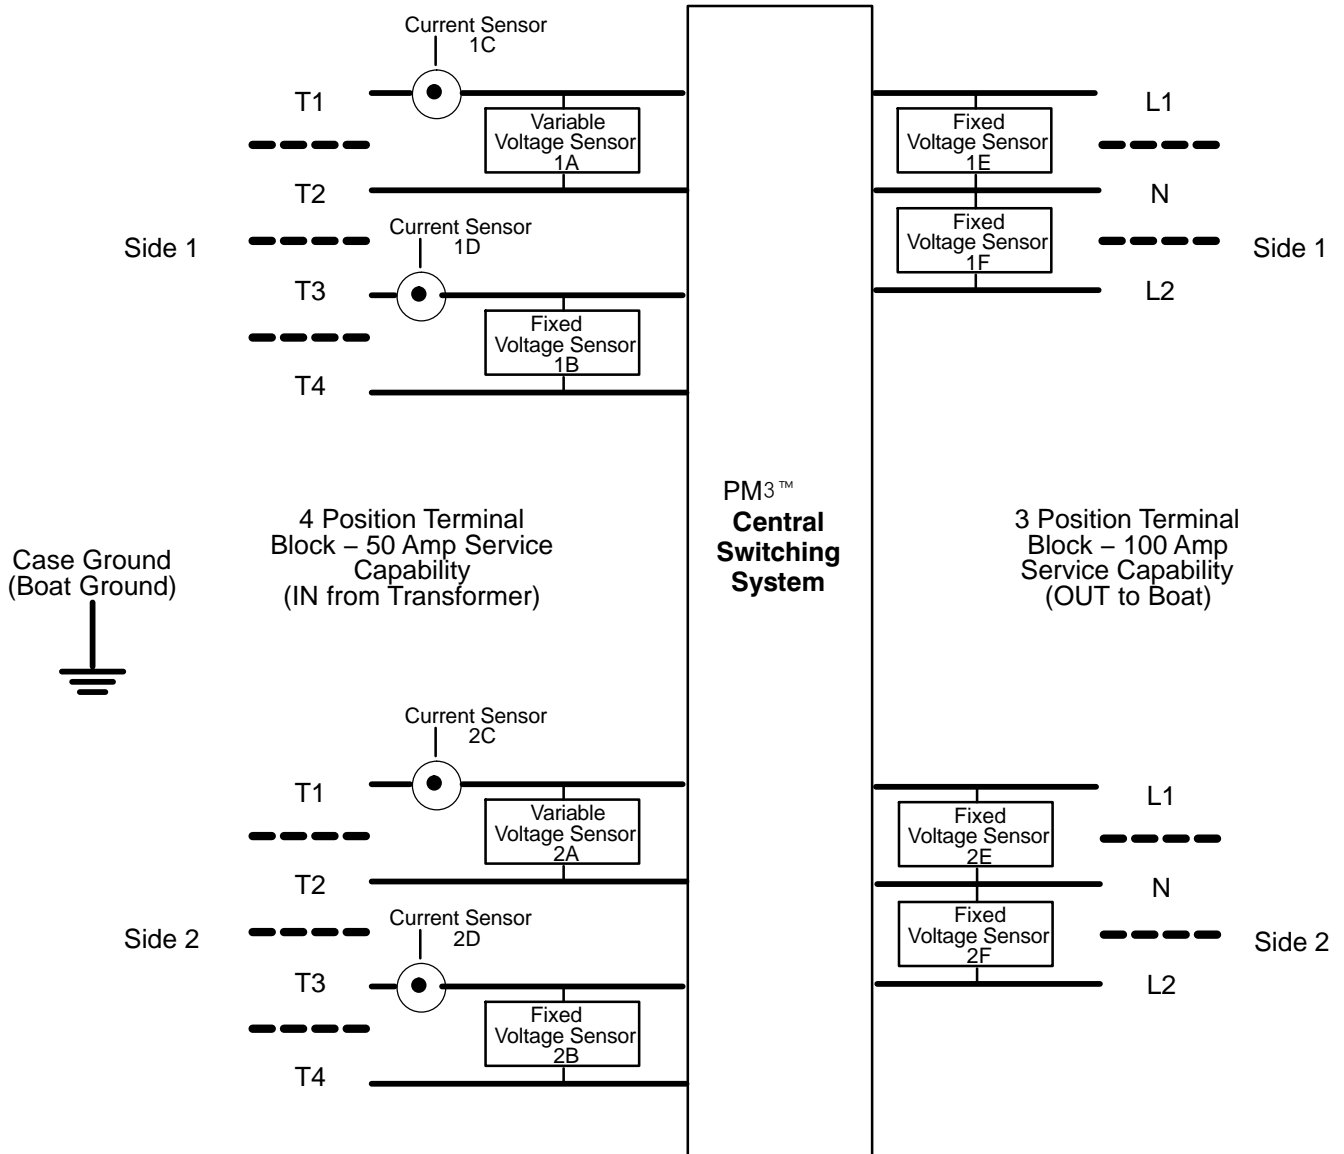 Current Sensor
1C
T1
Variable
Voltage Sensor
1A
T2
Side 1
Current Sensor
1D
T3
Fixed
Voltage Sensor
1B
T4
L1
Fixed
Voltage Sensor
1E
N
Fixed
Voltage Sensor
1F
Side 1
L2
Case Ground
(Boat Ground)
4 Position Terminal
Block – 50 Amp Service
Capability
(IN from Transformer)
PM3™
Central
Switching
System
3 Position Terminal
Block – 100 Amp
Service Capability
(OUT to Boat)
Current Sensor
2C
T1
Variable
Voltage Sensor
2A
T2
Side 2
Current Sensor
2D
T3
Fixed
Voltage Sensor
2B
T4
L1
Fixed
Voltage Sensor
2E
N
Fixed
Voltage Sensor
2F
Side 2
L2